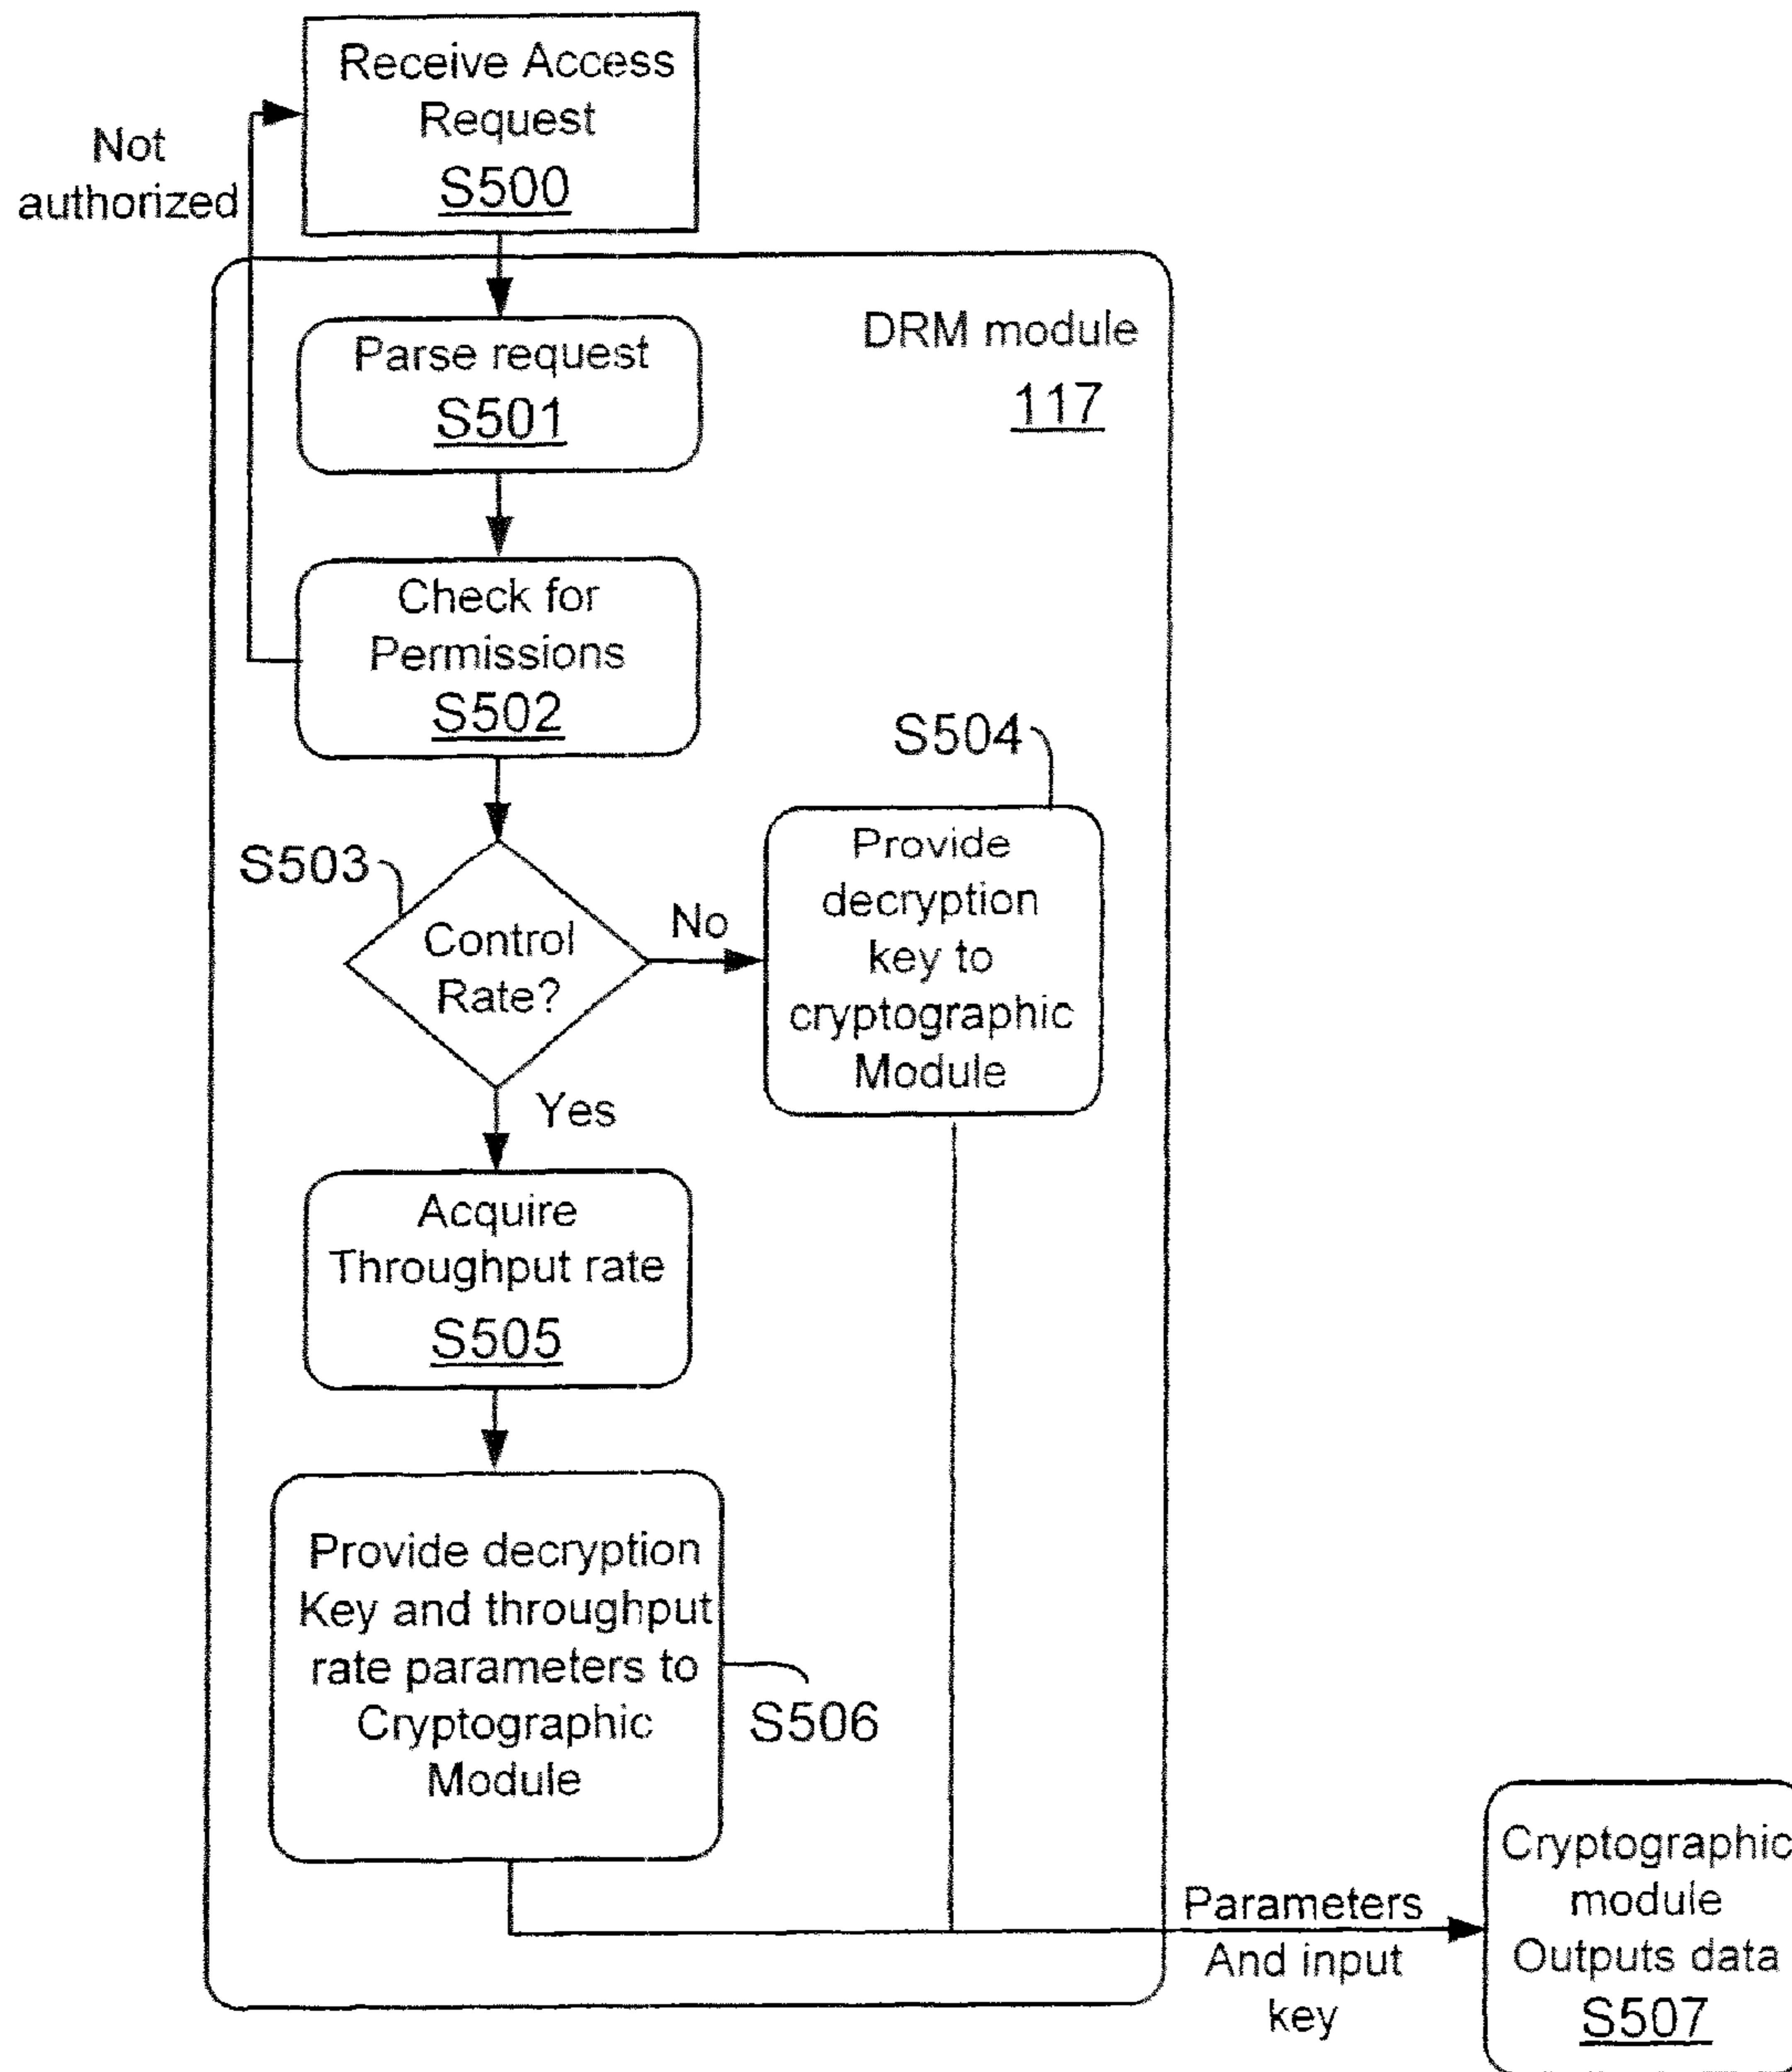 Receive Access
Request
S500
Not
authorized
DRM module
117
Parse request
S501
Check for
Permissions
S502
S503
Control
Rate?
No
Yes
S504
Provide
decryption
key to
cryptographic
Module
Acquire
Throughput rate
S505
Provide decryption
Key and throughput
rate parameters to
Cryptographic
Module
S506
Parameters
And input
key
Cryptographic
module
Outputs data
S507